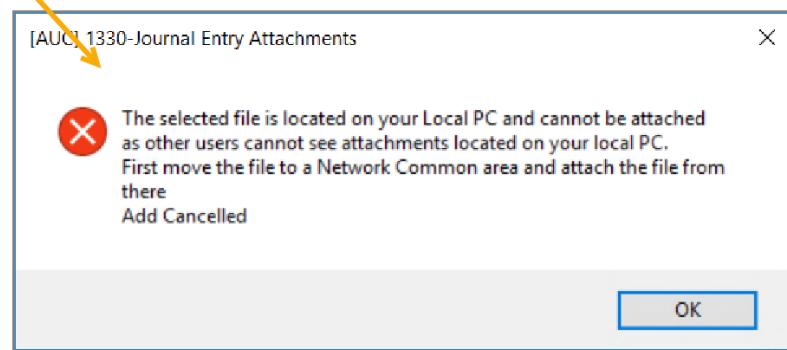 [AUC] 1330-Journal Entry Attachments
The selected file is located on your Local PC and cannot be attached
as other users cannot see attachments located on your local PC.
First move the file to a Network Common area and attach the file from
there
Add Cancelled
OK